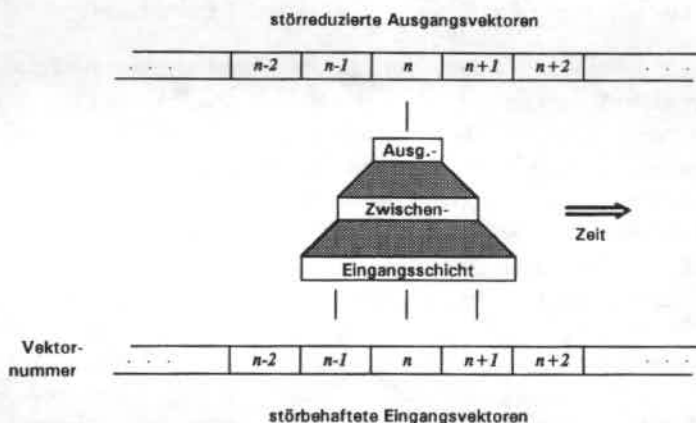 störreduzierte Ausgangsvektoren
. . . n-2 n-1 n n+1 n+2 . . .
Ausg.-
Zwischen-
Zeit
Eingangsschicht
Vektor-
nummer
. . . n-2 n-1 n n+1 n+2 . . .
störbehaftete Eingangsvektoren